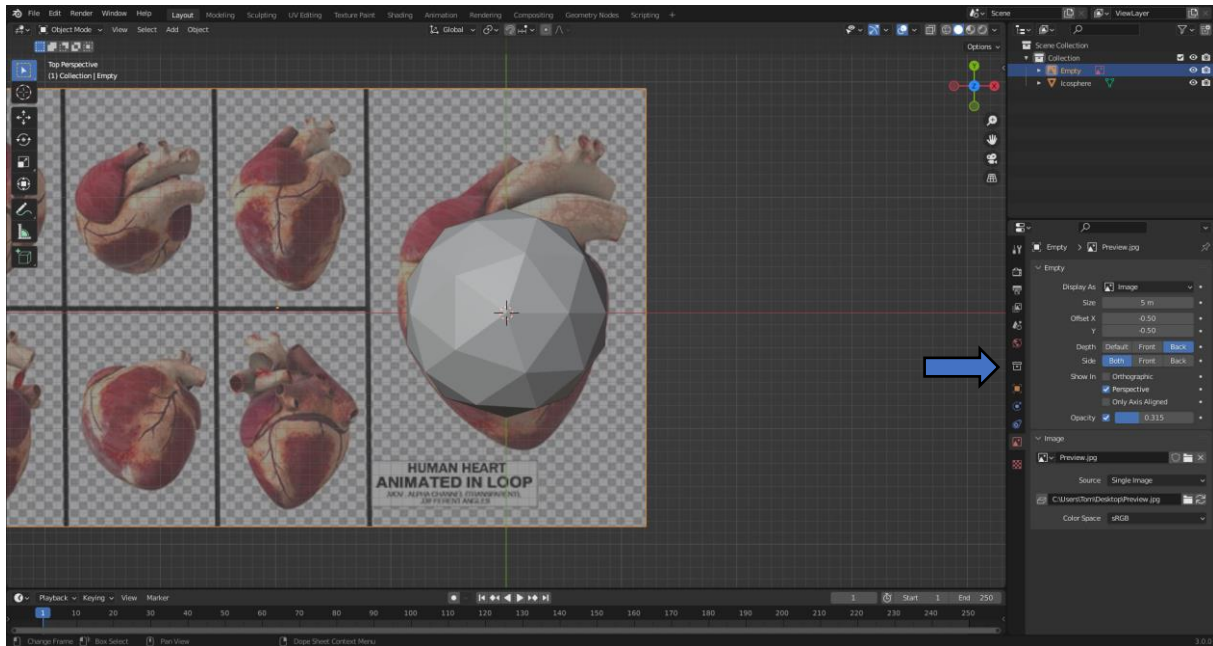 File Edit Render Window Help Layout Modeling Sculpting UV Editing Texture Paint Shading Animation Rendering Compositing Geometry Nodes Scripting + Scene ViewLayer
Object Mode View Select Add Object Global
Options
Top Perspective
(1) Collection | Empty
Y
Z
X
HUMAN HEART
ANIMATED IN LOOP
.MOV , ALPHA CHANNEL (TRANSPARENT),
DIFFERENT ANGLES
Scene Collection
Collection
Empty
Icosphere
Empty > Preview.jpg
Empty
Display As Image
Size 5 m
Offset X -0.50
Y -0.50
Depth Default Front Back
Side Both Front Back
Show In Orthographic
Perspective
Only Axis Aligned
Opacity 0.315
Image
Preview.jpg
Source Single Image
C:\Users\Tom\Desktop\Preview.jpg
Color Space sRGB
Playback Keying View Marker 1 Start 1 End 250
1 10 20 30 40 50 60 70 80 90 100 110 120 130 140 150 160 170 180 190 200 210 220 230 240 250
Change Frame Box Select Pan View Dope Sheet Context Menu 3.0.0